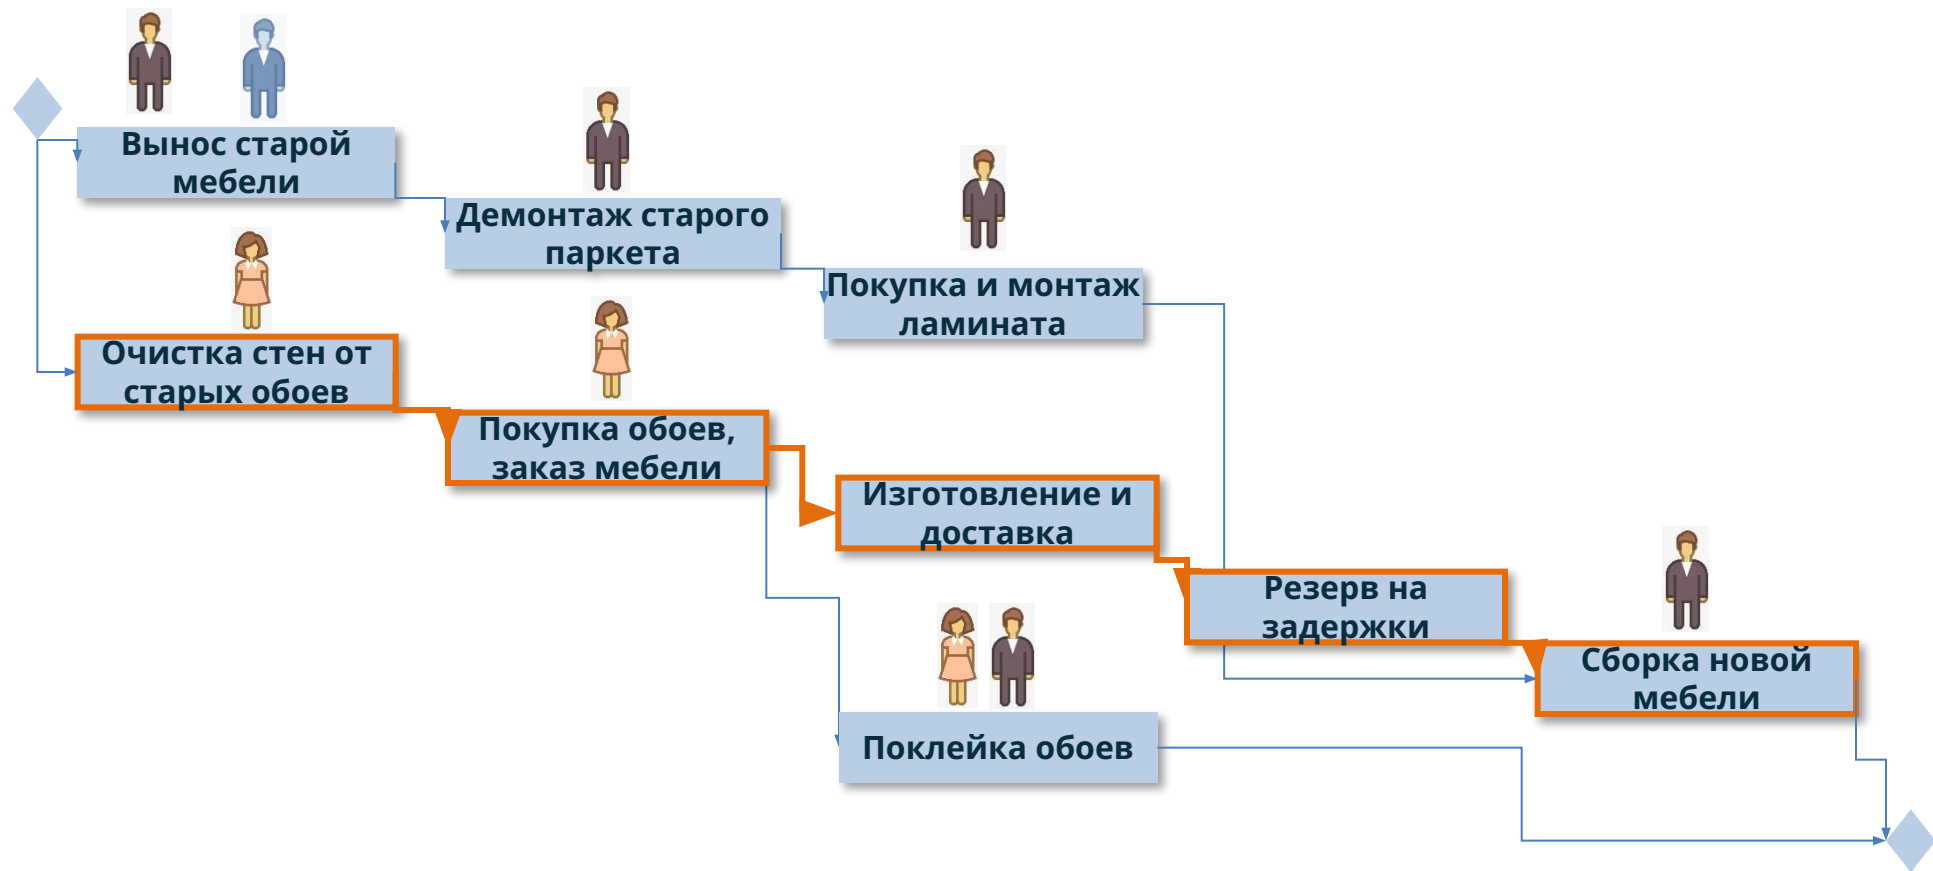 Вынос старой
мебели
Демонтаж старого
паркета
Покупка и монтаж
ламината
Очистка стен от
старых обоев
Покупка обоев,
заказ мебели
Изготовление и
доставка
Резерв на
задержки
Сборка новой
мебели
Поклейка обоев